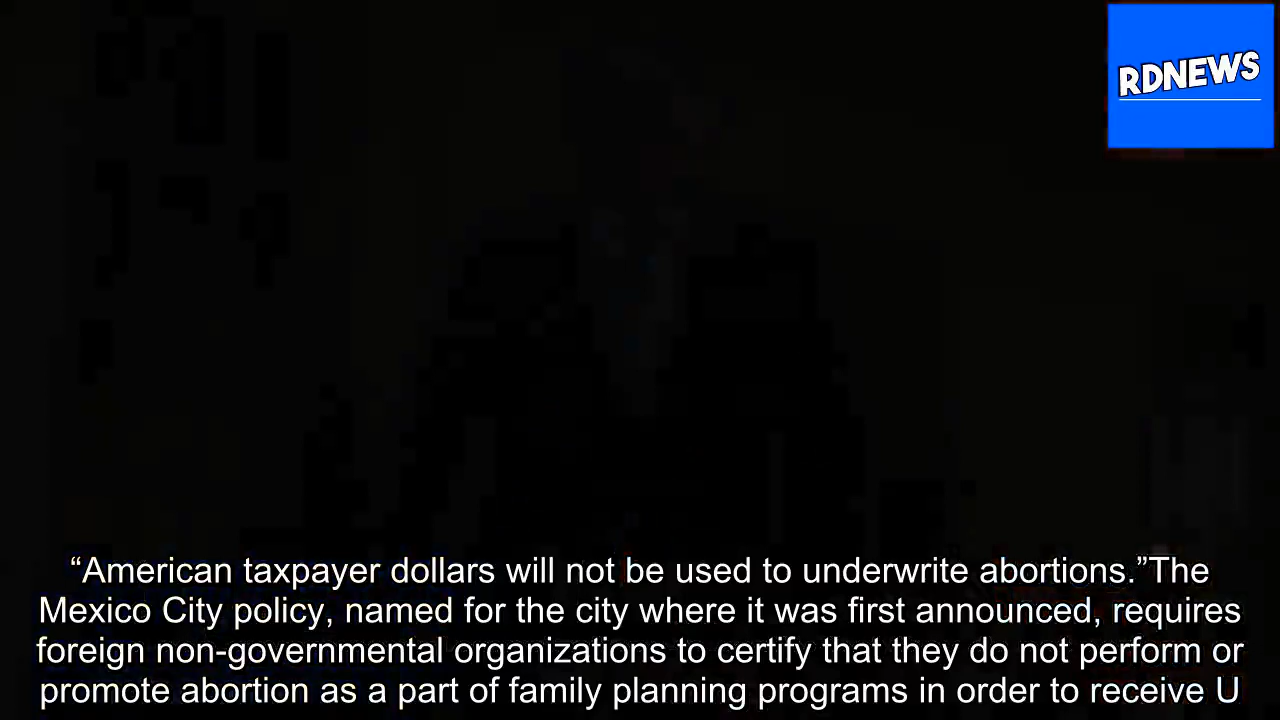 RDNEWS
“American taxpayer dollars will not be used to underwrite abortions.”The
Mexico City policy, named for the city where it was first announced, requires
foreign non-governmental organizations to certify that they do not perform or
promote abortion as a part of family planning programs in order to receive U